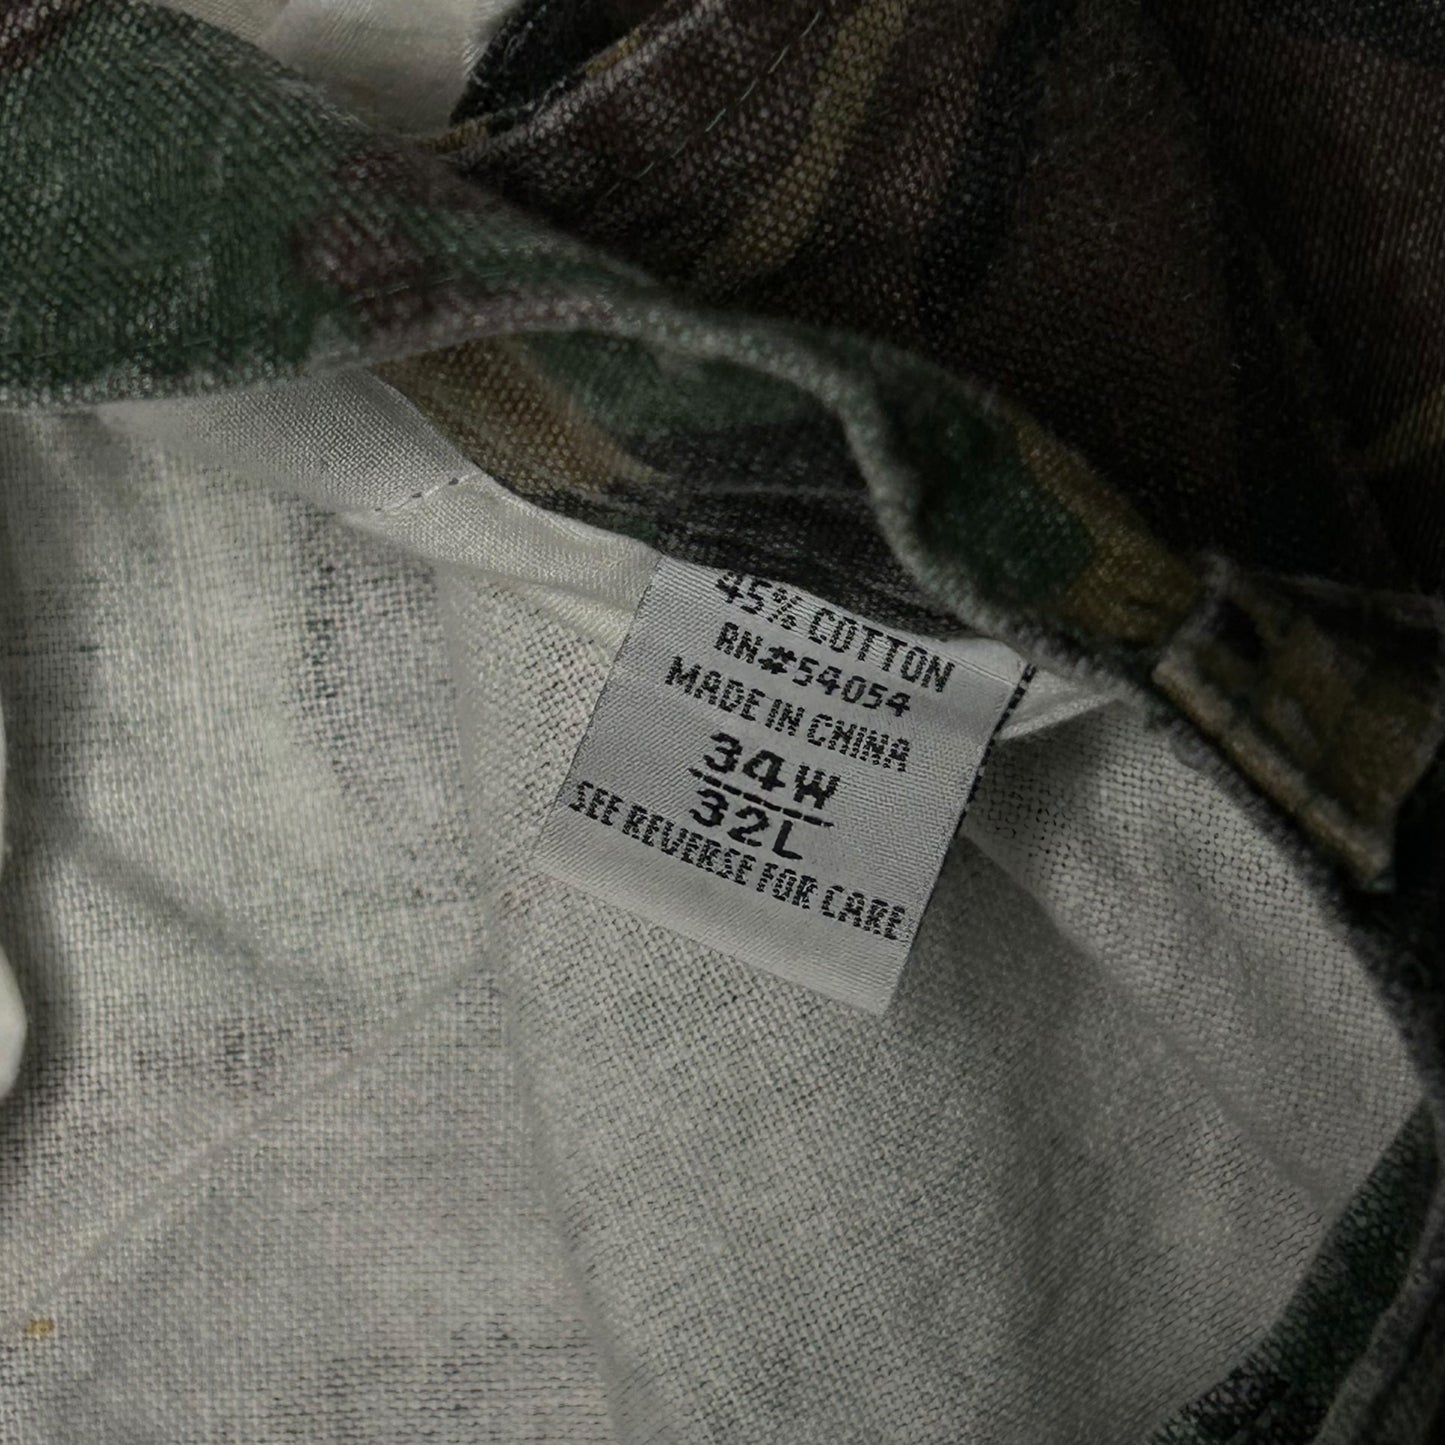 45% COTTON
RN#54054
MADE IN CHINA
34W
32L
SEE REVERSE FOR CARE